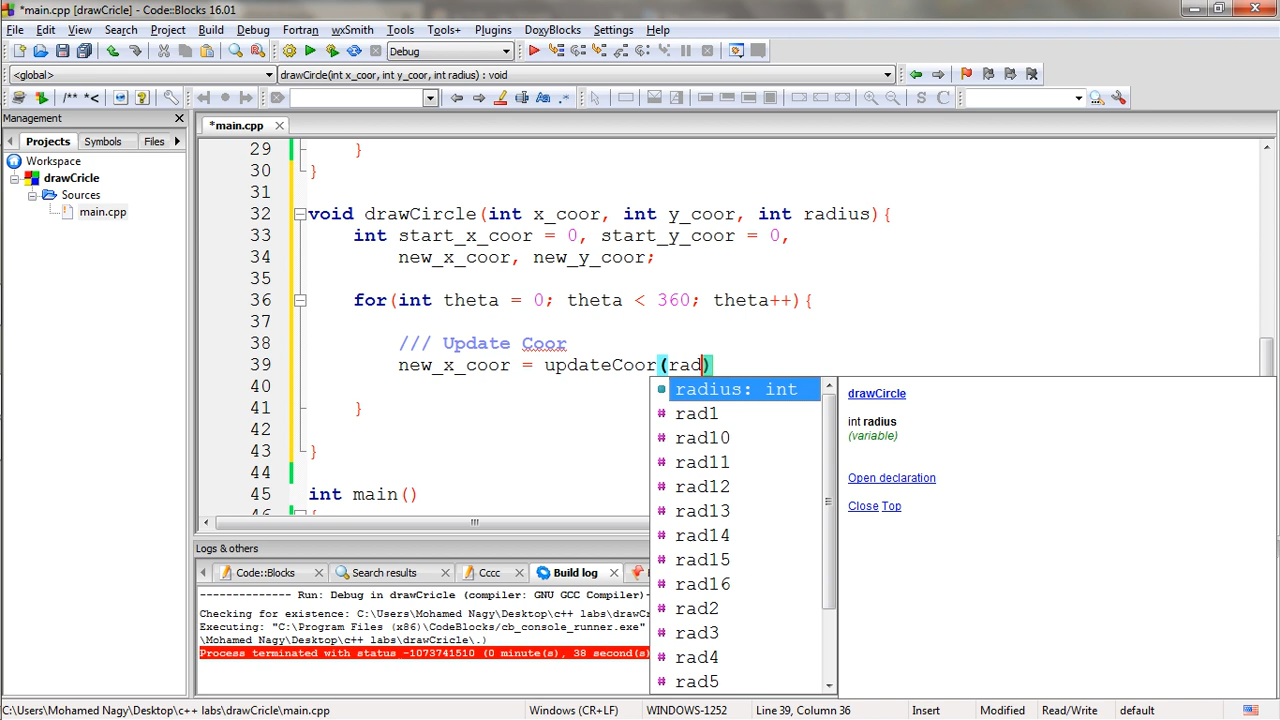 *main.cpp [drawCricle] - Code::Blocks 16.01
File Edit View Search Project Build Debug Fortran wxSmith Tools Tools+ Plugins DoxyBlocks Settings Help
Debug
<global>
drawCircle(int x_coor, int y_coor, int radius) : void
/** *<
S C
Management
Projects Symbols Files
Workspace
drawCricle
Sources
main.cpp
*main.cpp
29 }
30 }
31
32 void drawCircle(int x_coor, int y_coor, int radius){
33 int start_x_coor = 0, start_y_coor = 0,
34 new_x_coor, new_y_coor;
35
36 for(int theta = 0; theta < 360; theta++){
37
38 /// Update Coor
39 new_x_coor = updateCoor(rad)
40
41 }
42
43 }
44
45 int main()
46 {
radius: int
rad1
rad10
rad11
rad12
rad13
rad14
rad15
rad16
rad2
rad3
rad4
rad5
drawCircle
int radius
(variable)
Open declaration
Close Top
Logs & others
Code::Blocks Search results Cccc Build log
-------------- Run: Debug in drawCricle (compiler: GNU GCC Compiler)-
Checking for existence: C:\Users\Mohamed Nagy\Desktop\c++ labs\drawC
Executing: "C:\Program Files (x86)\CodeBlocks/cb_console_runner.exe"
\Mohamed Nagy\Desktop\c++ labs\drawCricle\.)
Process terminated with status -1073741510 (0 minute(s), 38 second(s)
C:\Users\Mohamed Nagy\Desktop\c++ labs\drawCricle\main.cpp Windows (CR+LF) WINDOWS-1252 Line 39, Column 36 Insert Modified Read/Write default